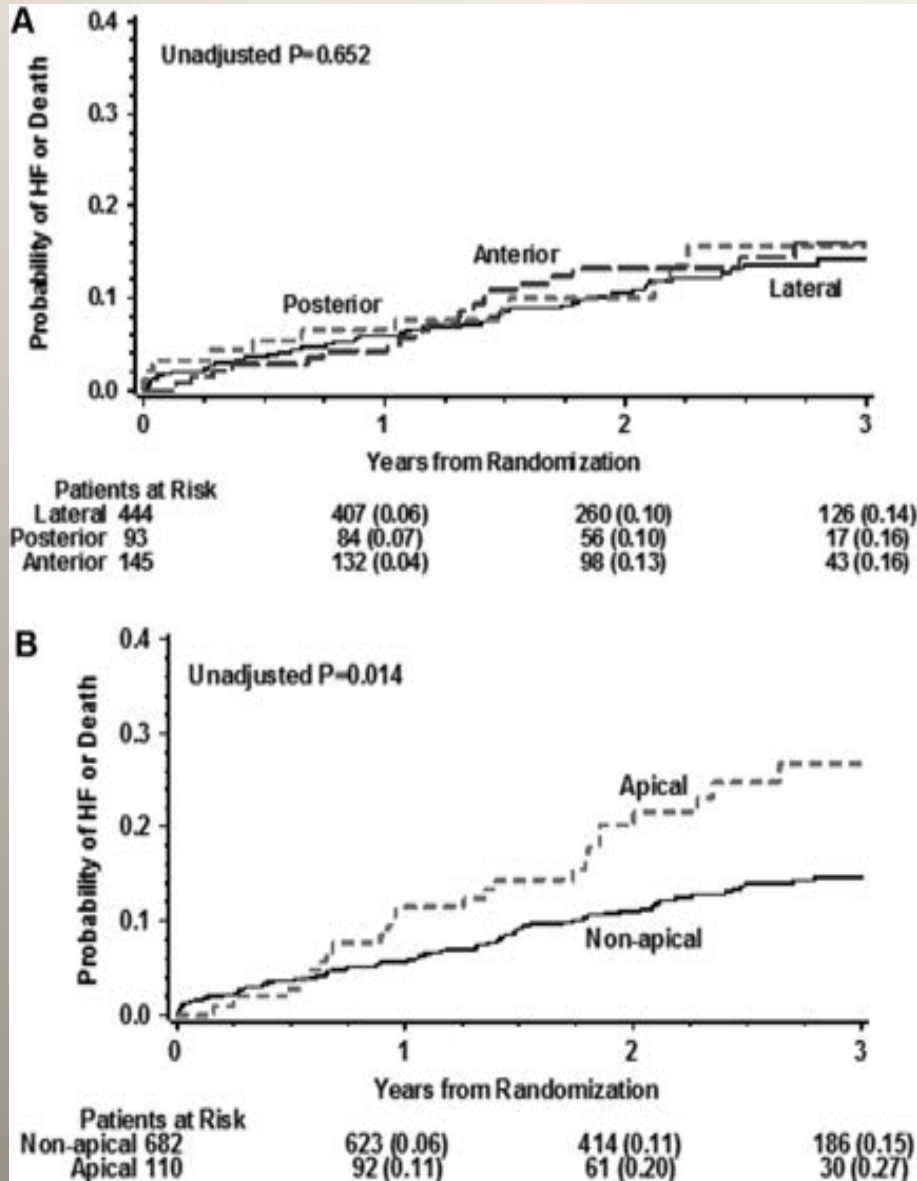 A
Unadjusted P=0.652
Probability of HF or Death
0.4
0.3
0.2
0.1
0.0
Anterior
Posterior
Lateral
0 1 2 3
Years from Randomization
Patients at Risk
Lateral 444 407 (0.06) 260 (0.10) 126 (0.14)
Posterior 93 84 (0.07) 56 (0.10) 17 (0.16)
Anterior 145 132 (0.04) 98 (0.13) 43 (0.16)
B
Unadjusted P=0.014
Probability of HF or Death
0.4
0.3
0.2
0.1
0.0
Apical
Non-apical
0 1 2 3
Years from Randomization
Patients at Risk
Non-apical 682 623 (0.06) 414 (0.11) 186 (0.15)
Apical 110 92 (0.11) 61 (0.20) 30 (0.27)